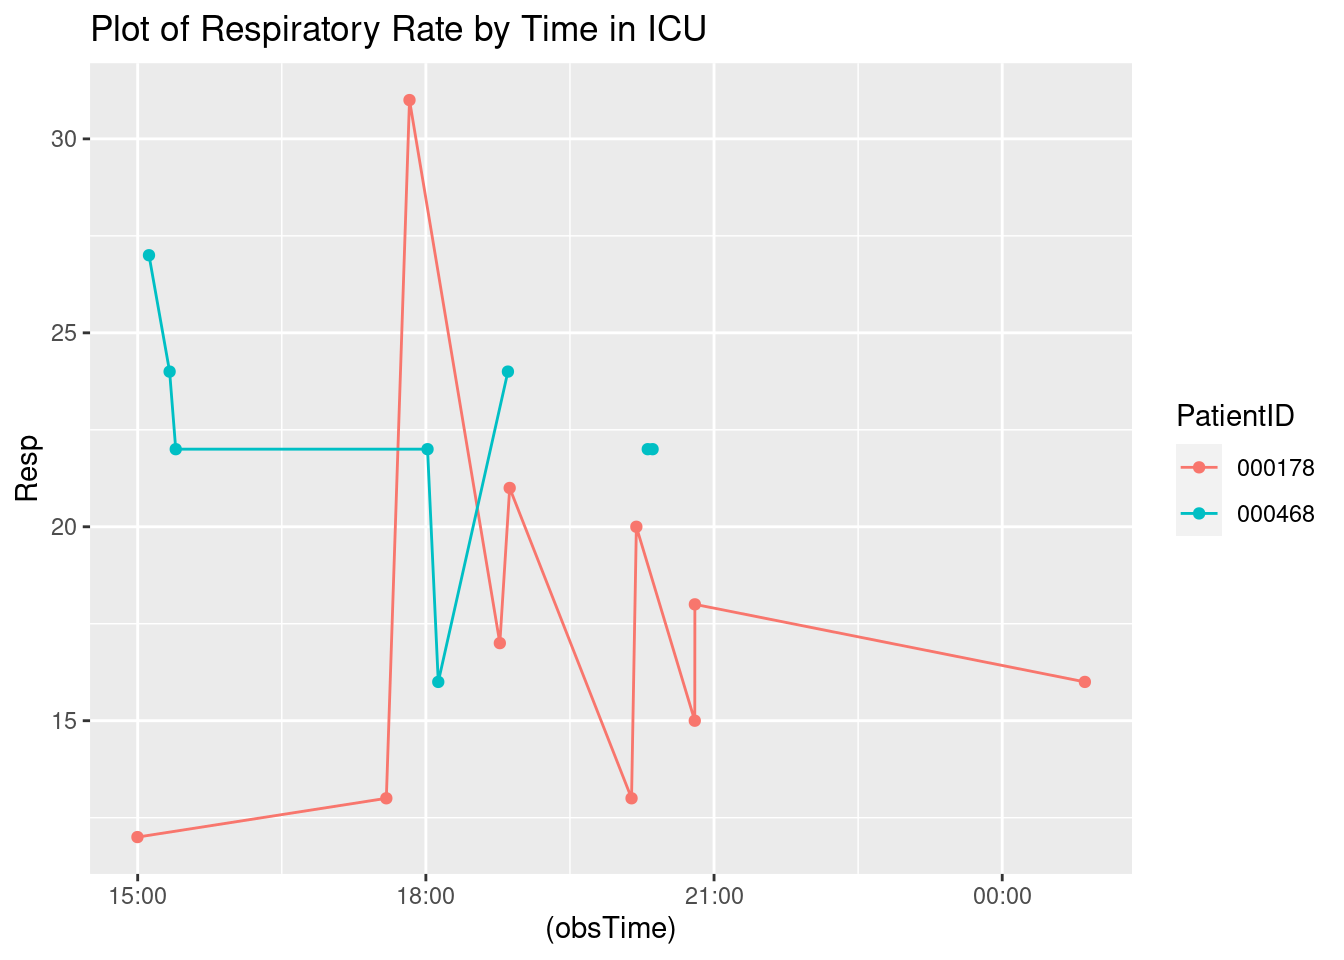 Plot of Respiratory Rate by Time in ICU
Resp
30
25
20
15
15:00 18:00 21:00 00:00
(obsTime)
PatientID
000178
000468